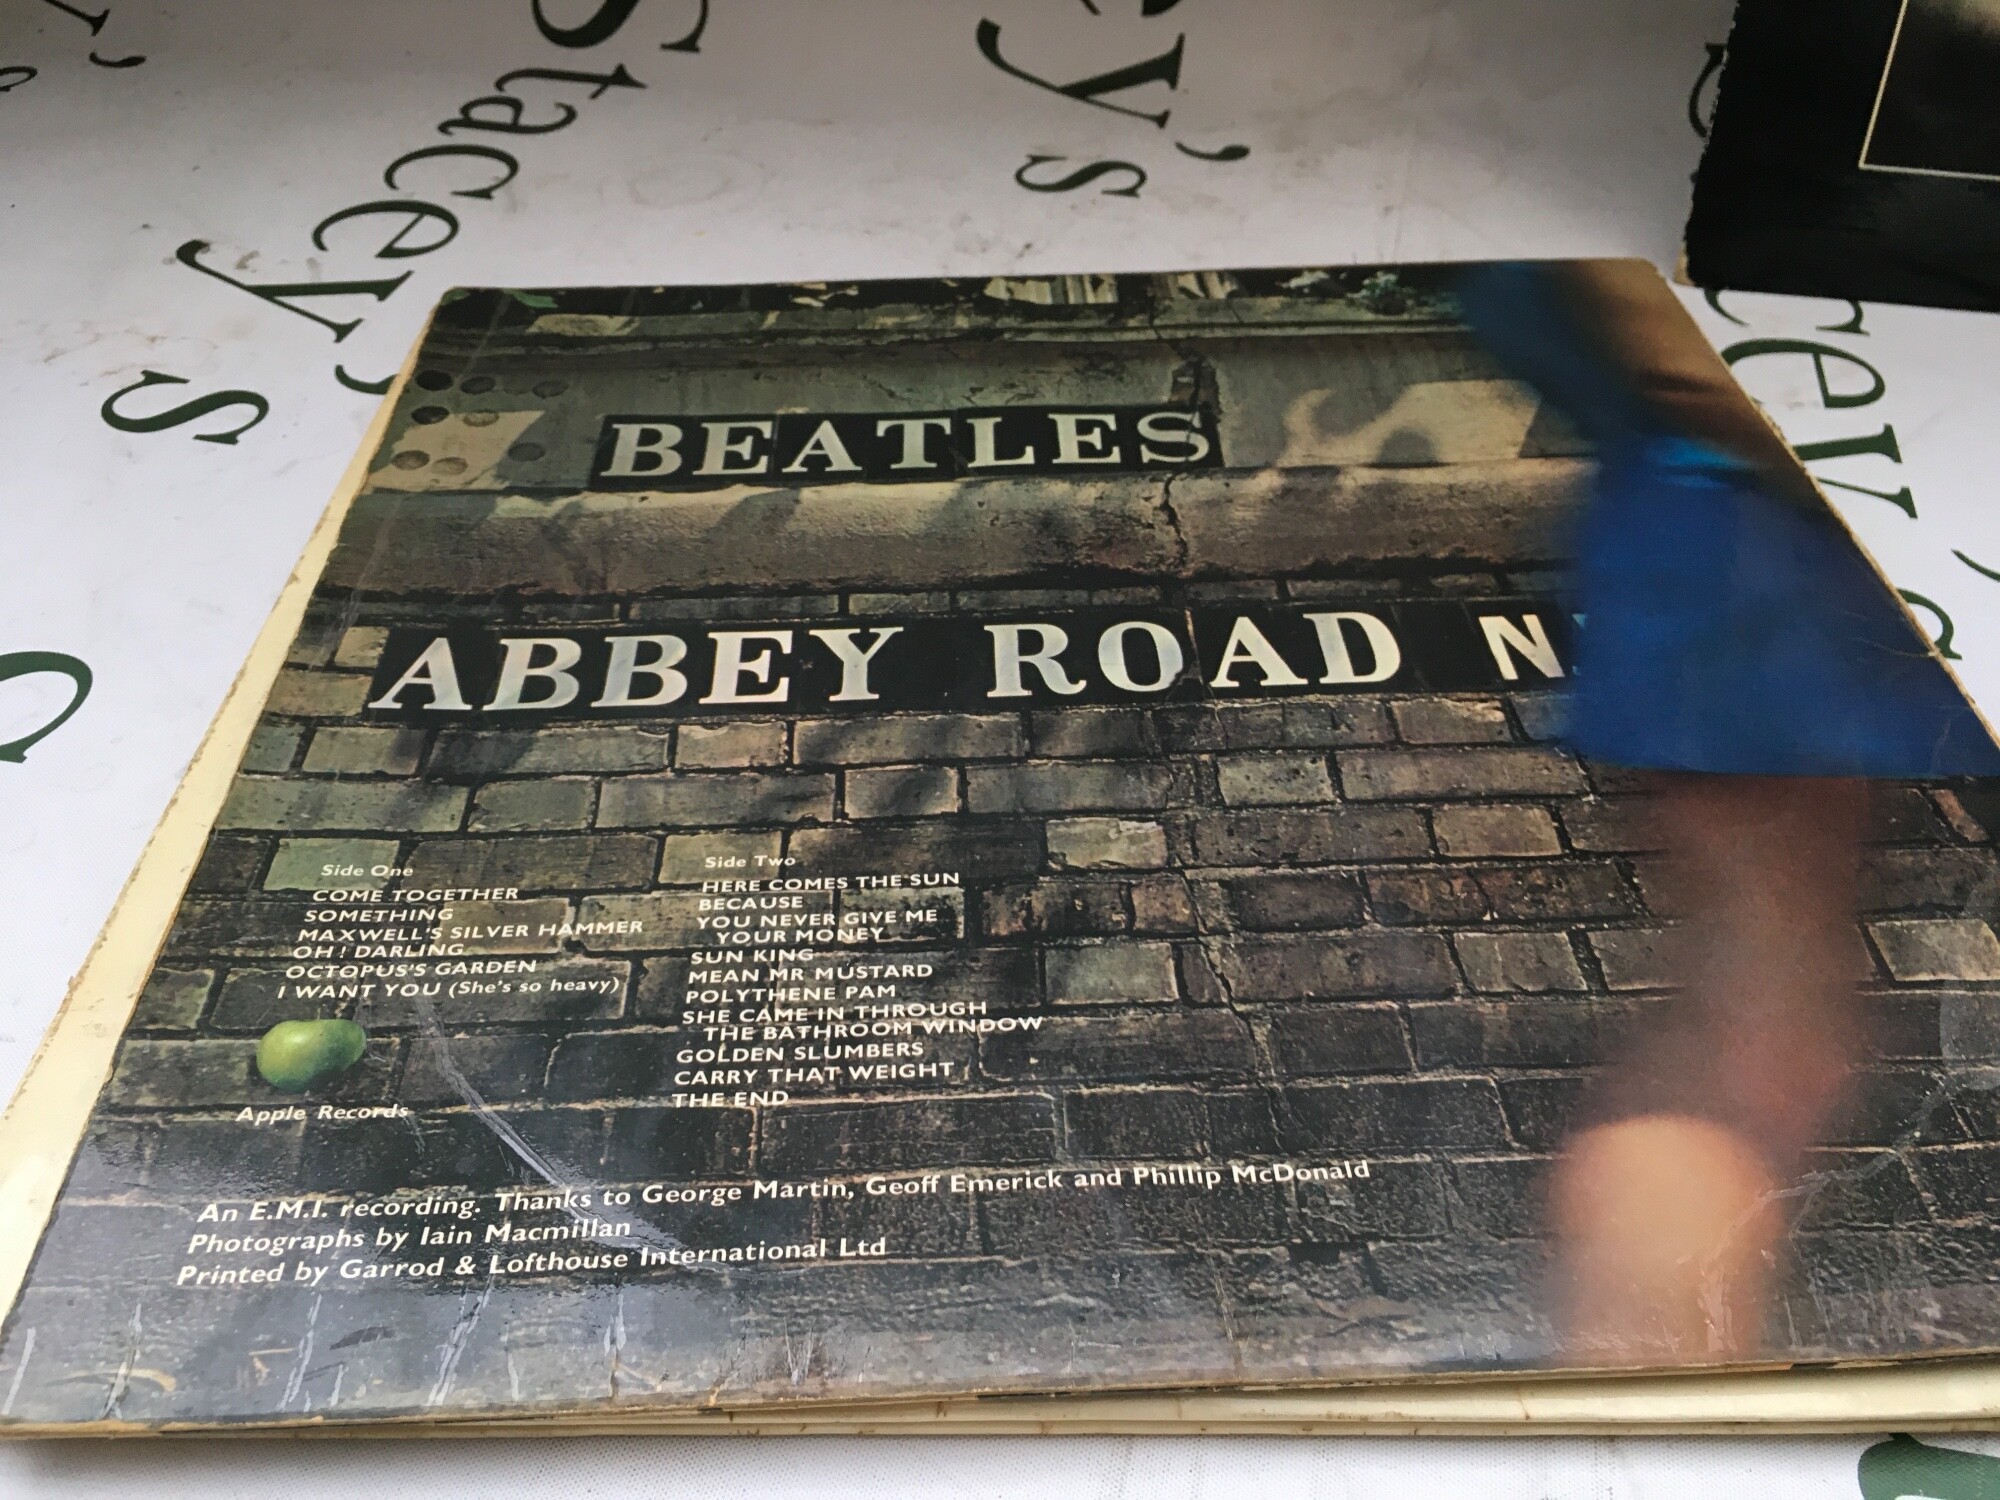 Stacey's
ey's
BEATLES
ABBEY ROAD N
Side One
COME TOGETHER
SOMETHING
MAXWELL'S SILVER HAMMER
OH! DARLING
OCTOPUS'S GARDEN
I WANT YOU (She's so heavy)
Apple Records
Side Two
HERE COMES THE SUN
BECAUSE
YOU NEVER GIVE ME
YOUR MONEY
SUN KING
MEAN MR MUSTARD
POLYTHENE PAM
SHE CAME IN THROUGH
THE BATHROOM WINDOW
GOLDEN SLUMBERS
CARRY THAT WEIGHT
THE END
An E.M.I. recording. Thanks to George Martin, Geoff Emerick and Phillip McDonald
Photographs by Iain Macmillan
Printed by Garrod & Lofthouse International Ltd